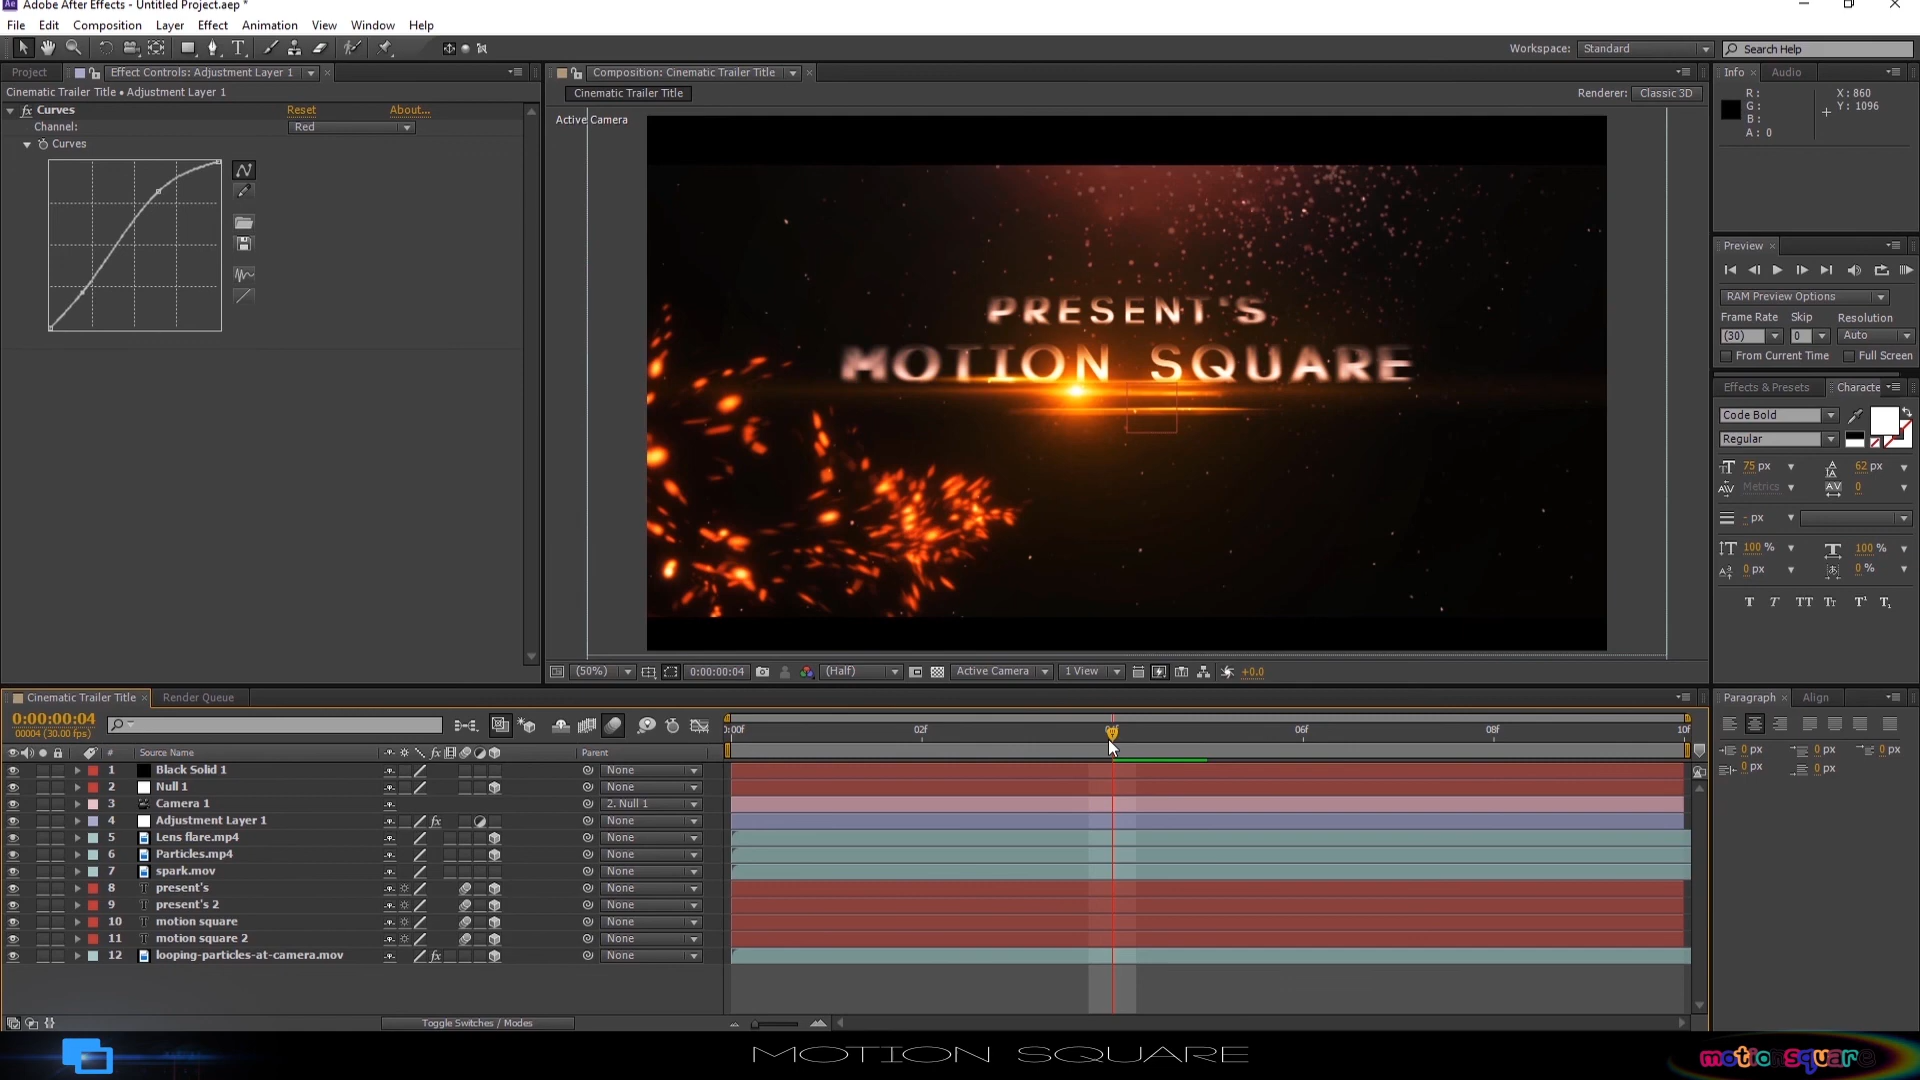 Adobe After Effects - Untitled Project.aep *
File Edit Composition Layer Effect Animation View Window Help
Workspace: Standard Search Help
Project Effect Controls: Adjustment Layer 1
Cinematic Trailer Title • Adjustment Layer 1
fx Curves Reset About...
Channel: Red
Curves
Composition: Cinematic Trailer Title
Cinematic Trailer Title Renderer: Classic 3D
Active Camera
PRESENT'S
MOTION SQUARE
(50%) 0:00:00:04 (Half) Active Camera 1 View +0.0
Info Audio
R: X: 860
G: Y: 1096
B:
A: 0
Preview
RAM Preview Options
Frame Rate Skip Resolution
(30) 0 Auto
From Current Time Full Screen
Effects & Presets Characte
Code Bold
Regular
75 px 62 px
Metrics 0
- px
100 % 100 %
0 px 0 %
T T TT Tr T¹ T₁
Paragraph Align
0 px 0 px 0 px
0 px 0 px
Cinematic Trailer Title Render Queue
0:00:00:04
00004 (30.00 fps)
0:00f 02f 06f 08f 10f
# Source Name Parent
1 Black Solid 1 None
2 Null 1 None
3 Camera 1 2. Null 1
4 Adjustment Layer 1 fx None
5 Lens flare.mp4 None
6 Particles.mp4 None
7 spark.mov None
8 present's None
9 present's 2 None
10 motion square None
11 motion square 2 None
12 looping-particles-at-camera.mov fx None
Toggle Switches / Modes
MOTION SQUARE
motionsquare